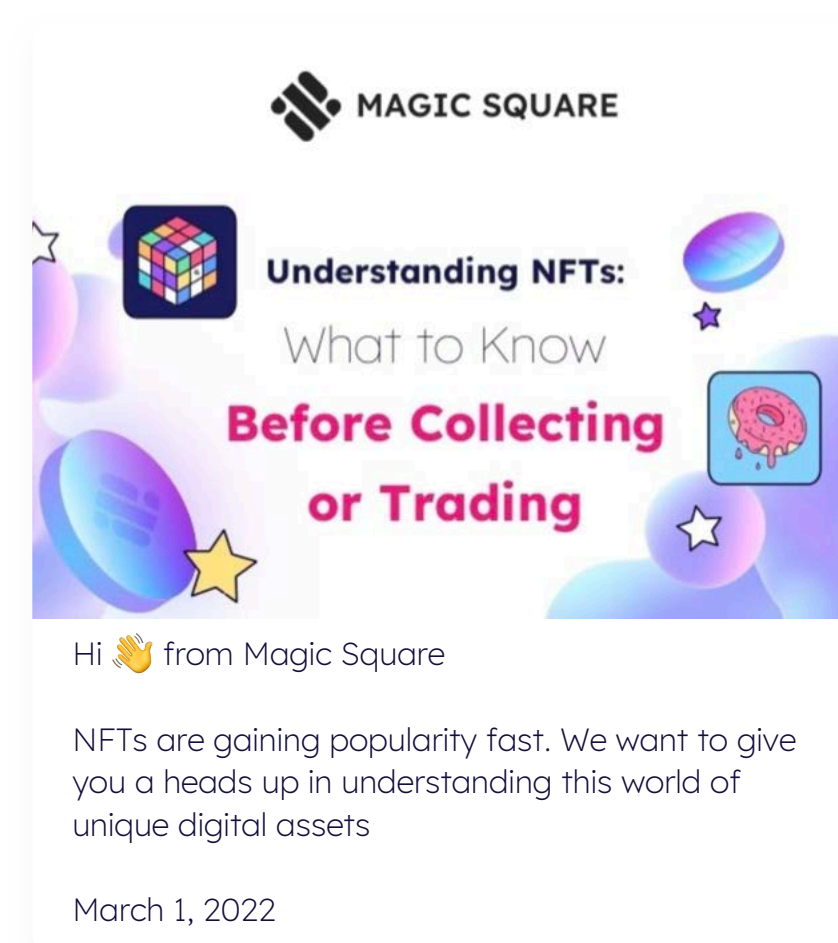 MAGIC SQUARE
Understanding NFTs:
What to Know
Before Collecting
or Trading
Hi 👋 from Magic Square
NFTs are gaining popularity fast. We want to give
you a heads up in understanding this world of
unique digital assets
March 1, 2022